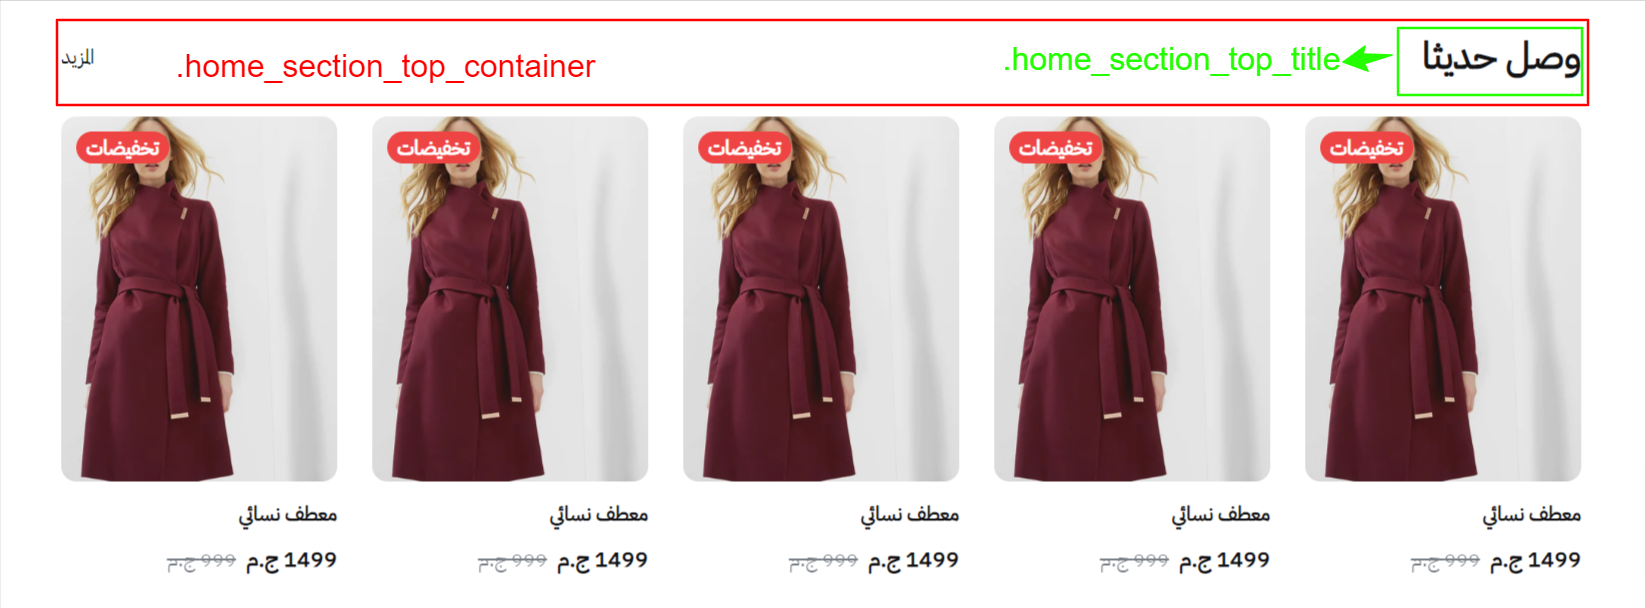 وصل حديثا
.home_section_top_title
.home_section_top_container
المزيد
تخفيضات
تخفيضات
تخفيضات
تخفيضات
تخفيضات
معطف نسائي
معطف نسائي
معطف نسائي
معطف نسائي
معطف نسائي
1499 ج.م 999 ج.م
1499 ج.م 999 ج.م
1499 ج.م 999 ج.م
1499 ج.م 999 ج.م
1499 ج.م 999 ج.م